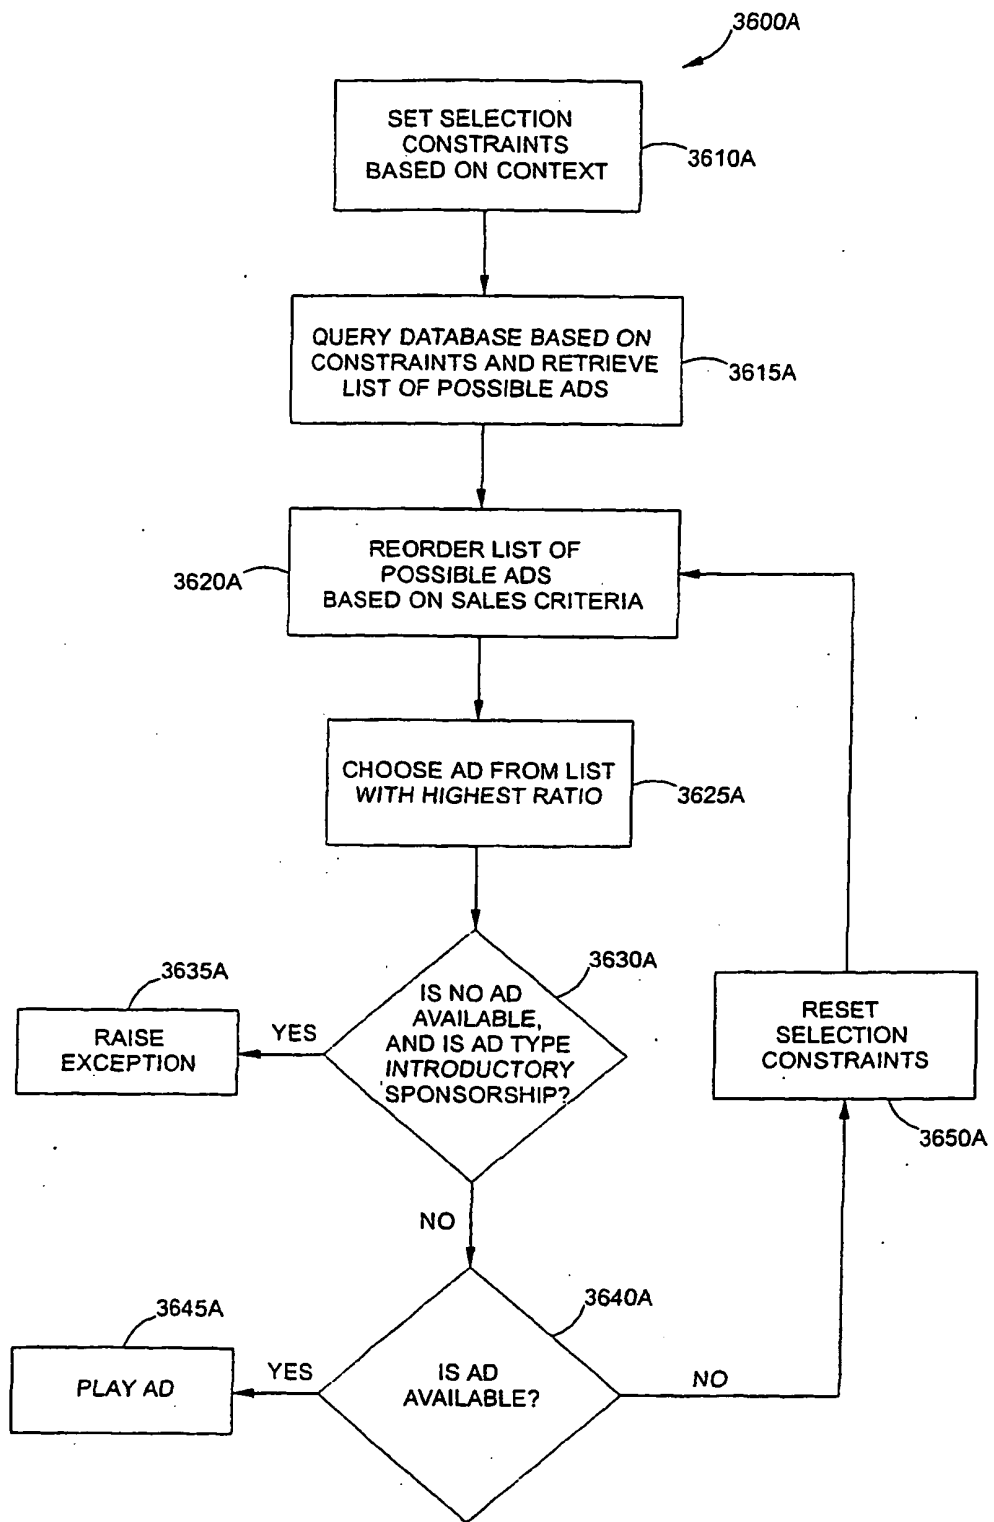 3600A
SET SELECTION
CONSTRAINTS
BASED ON CONTEXT
3610A
QUERY DATABASE BASED ON
CONSTRAINTS AND RETRIEVE
LIST OF POSSIBLE ADS
3615A
REORDER LIST OF
POSSIBLE ADS
BASED ON SALES CRITERIA
3620A
CHOOSE AD FROM LIST
WITH HIGHEST RATIO
3625A
3630A
IS NO AD
AVAILABLE,
AND IS AD TYPE
INTRODUCTORY
SPONSORSHIP?
3635A
YES
RAISE
EXCEPTION
RESET
SELECTION
CONSTRAINTS
3650A
NO
3640A
IS AD
AVAILABLE?
3645A
YES
PLAY AD
NO